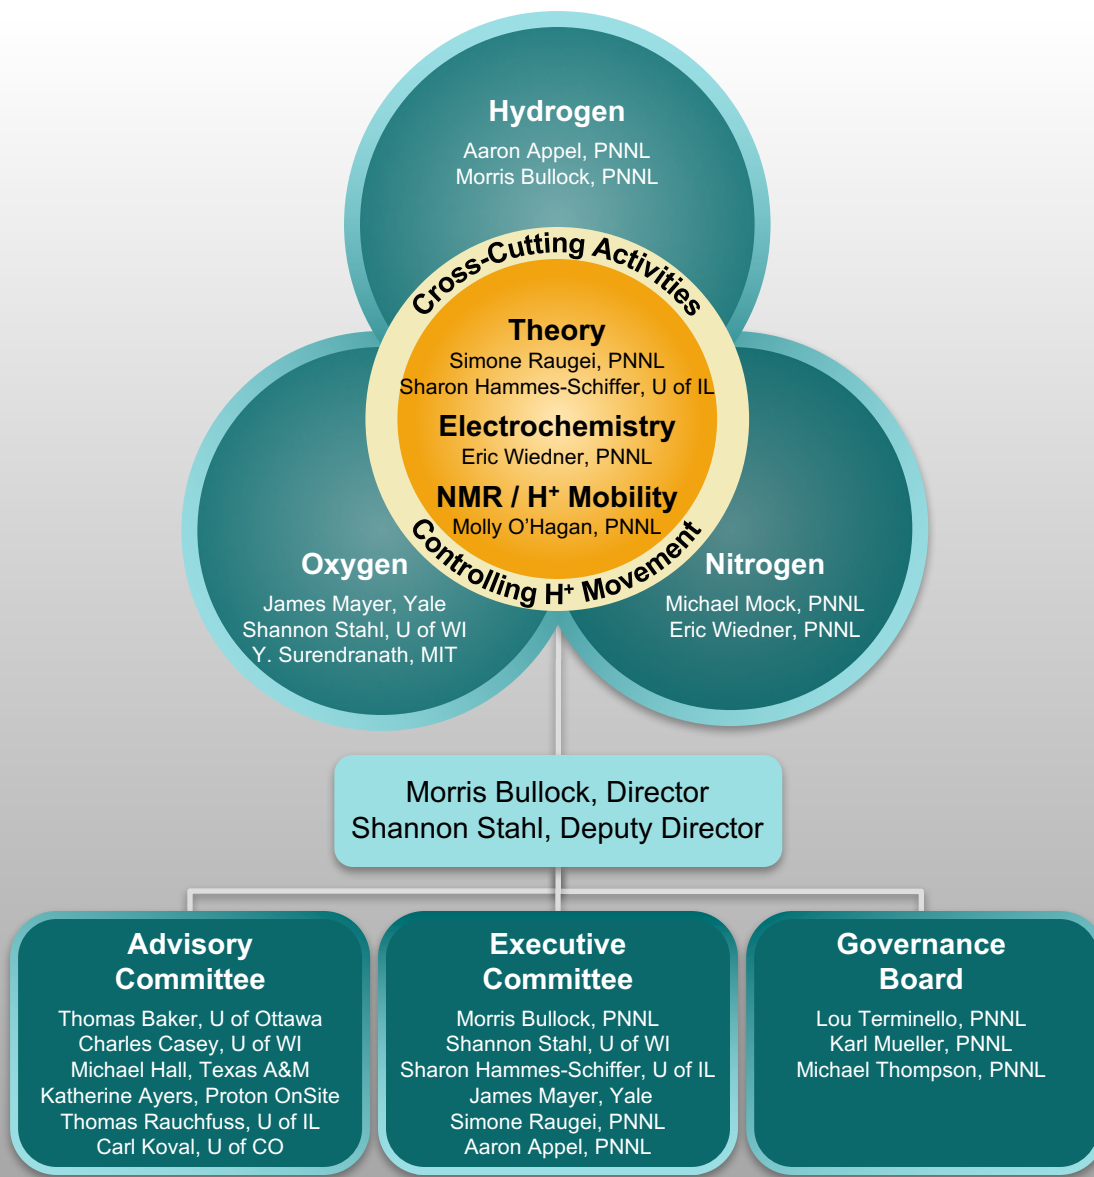 Hydrogen
Aaron Appel, PNNL
Morris Bullock, PNNL
Cross-Cutting Activities
Theory
Simone Raugei, PNNL
Sharon Hammes-Schiffer, U of IL
Electrochemistry
Eric Wiedner, PNNL
NMR / H⁺ Mobility
Molly O’Hagan, PNNL
Controlling H⁺ Movement
Oxygen
James Mayer, Yale
Shannon Stahl, U of WI
Y. Surendranath, MIT
Nitrogen
Michael Mock, PNNL
Eric Wiedner, PNNL
Morris Bullock, Director
Shannon Stahl, Deputy Director
Advisory
Committee
Thomas Baker, U of Ottawa
Charles Casey, U of WI
Michael Hall, Texas A&M
Katherine Ayers, Proton OnSite
Thomas Rauchfuss, U of IL
Carl Koval, U of CO
Executive
Committee
Morris Bullock, PNNL
Shannon Stahl, U of WI
Sharon Hammes-Schiffer, U of IL
James Mayer, Yale
Simone Raugei, PNNL
Aaron Appel, PNNL
Governance
Board
Lou Terminello, PNNL
Karl Mueller, PNNL
Michael Thompson, PNNL